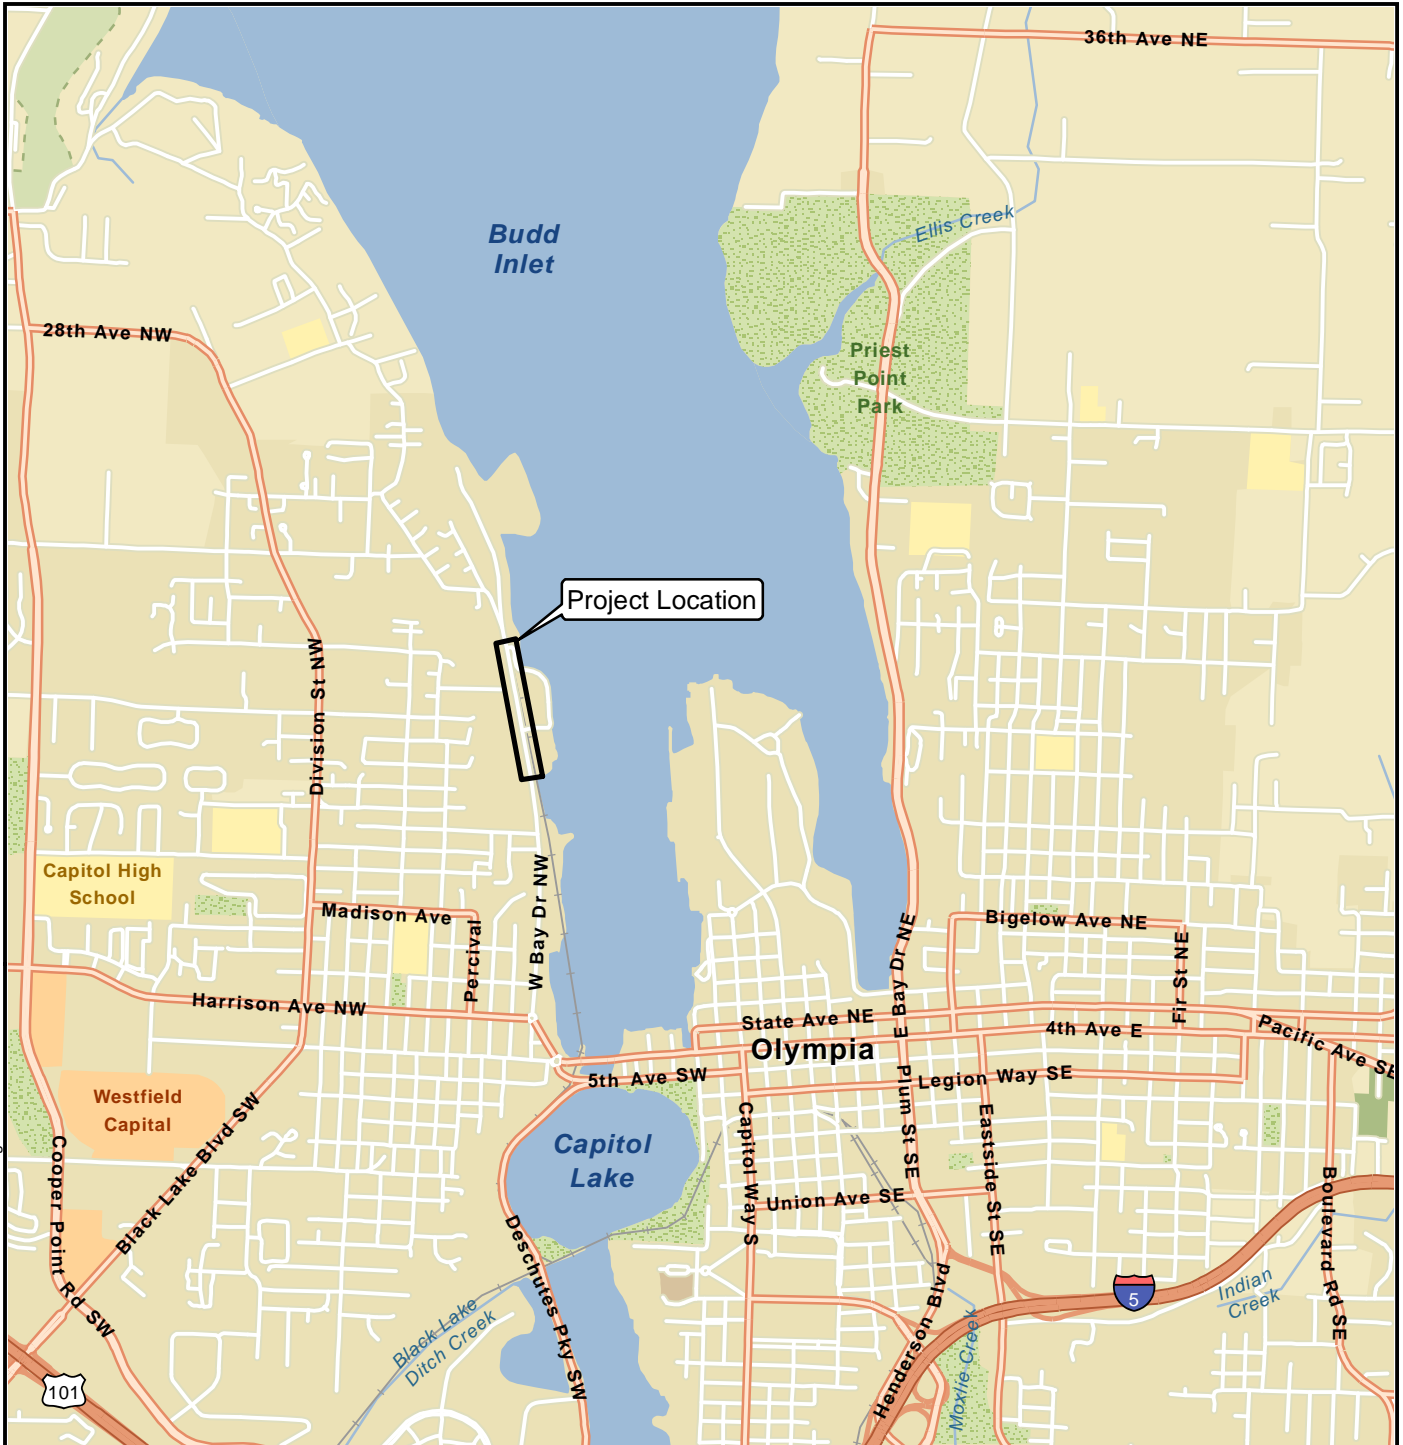 36th Ave NE
Budd
Inlet
Ellis Creek
28th Ave NW
Priest
Point
Park
Project Location
Division St NW
Capitol High
School
Madison Ave
Percival
W Bay Dr NW
Bigelow Ave NE
Fir St NE
E Bay Dr NE
Harrison Ave NW
State Ave NE
4th Ave E
Pacific Ave SE
Olympia
5th Ave SW
Legion Way SE
Plum St SE
Westfield
Capital
Capitol
Lake
Capitol Way S
Eastside St SE
Cooper Point Rd SW
Black Lake Blvd SW
Union Ave SE
Boulevard Rd SE
Deschutes Pky SW
Henderson Blvd
5
Indian
Creek
Black Lake
Ditch Creek
Moxlie Creek
101